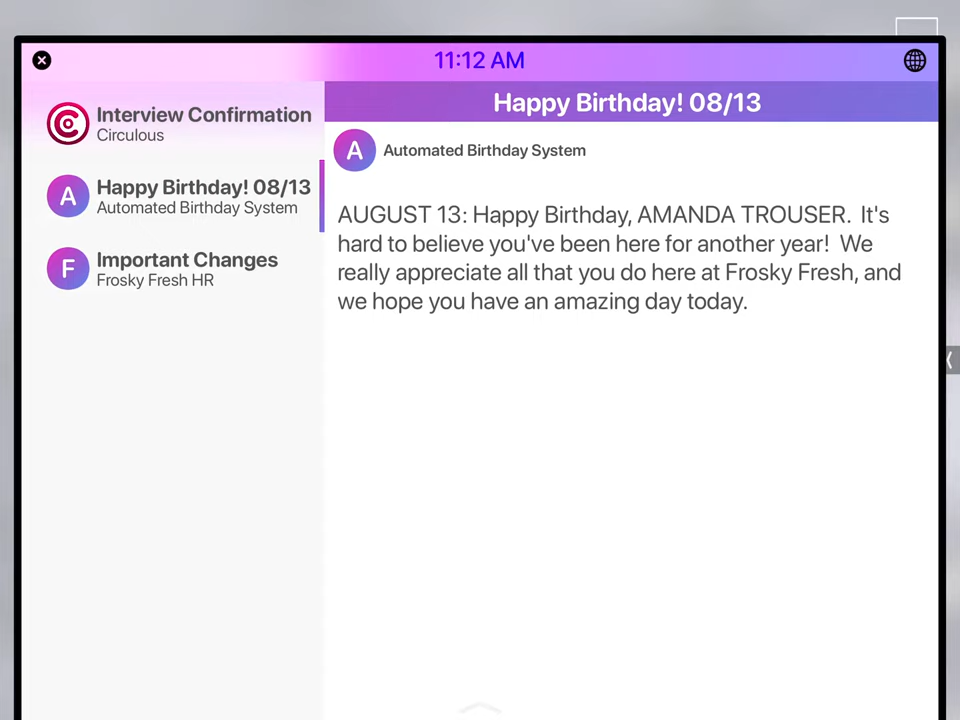 11:12 AM
Interview Confirmation
Circulous
A
Happy Birthday! 08/13
Automated Birthday System
F
Important Changes
Frosky Fresh HR
Happy Birthday! 08/13
A
Automated Birthday System
AUGUST 13: Happy Birthday, AMANDA TROUSER.  It's
hard to believe you've been here for another year!  We
really appreciate all that you do here at Frosky Fresh, and
we hope you have an amazing day today.